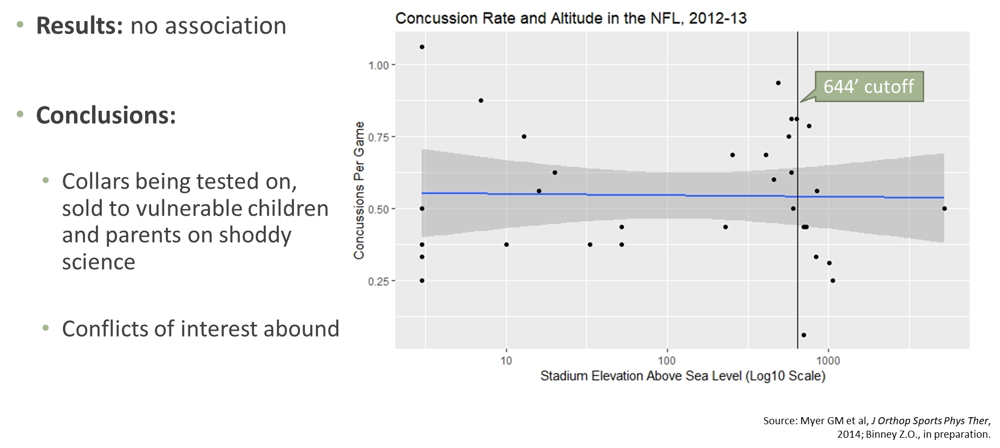 • Results: no association
• Conclusions:
• Collars being tested on,
sold to vulnerable children
and parents on shoddy
science
• Conflicts of interest abound
Concussion Rate and Altitude in the NFL, 2012-13
Concussions Per Game
1.00
0.75
0.50
0.25
644’ cutoff
10
100
1000
Stadium Elevation Above Sea Level (Log10 Scale)
Source: Myer GM et al, J Orthop Sports Phys Ther,
2014; Binney Z.O., in preparation.